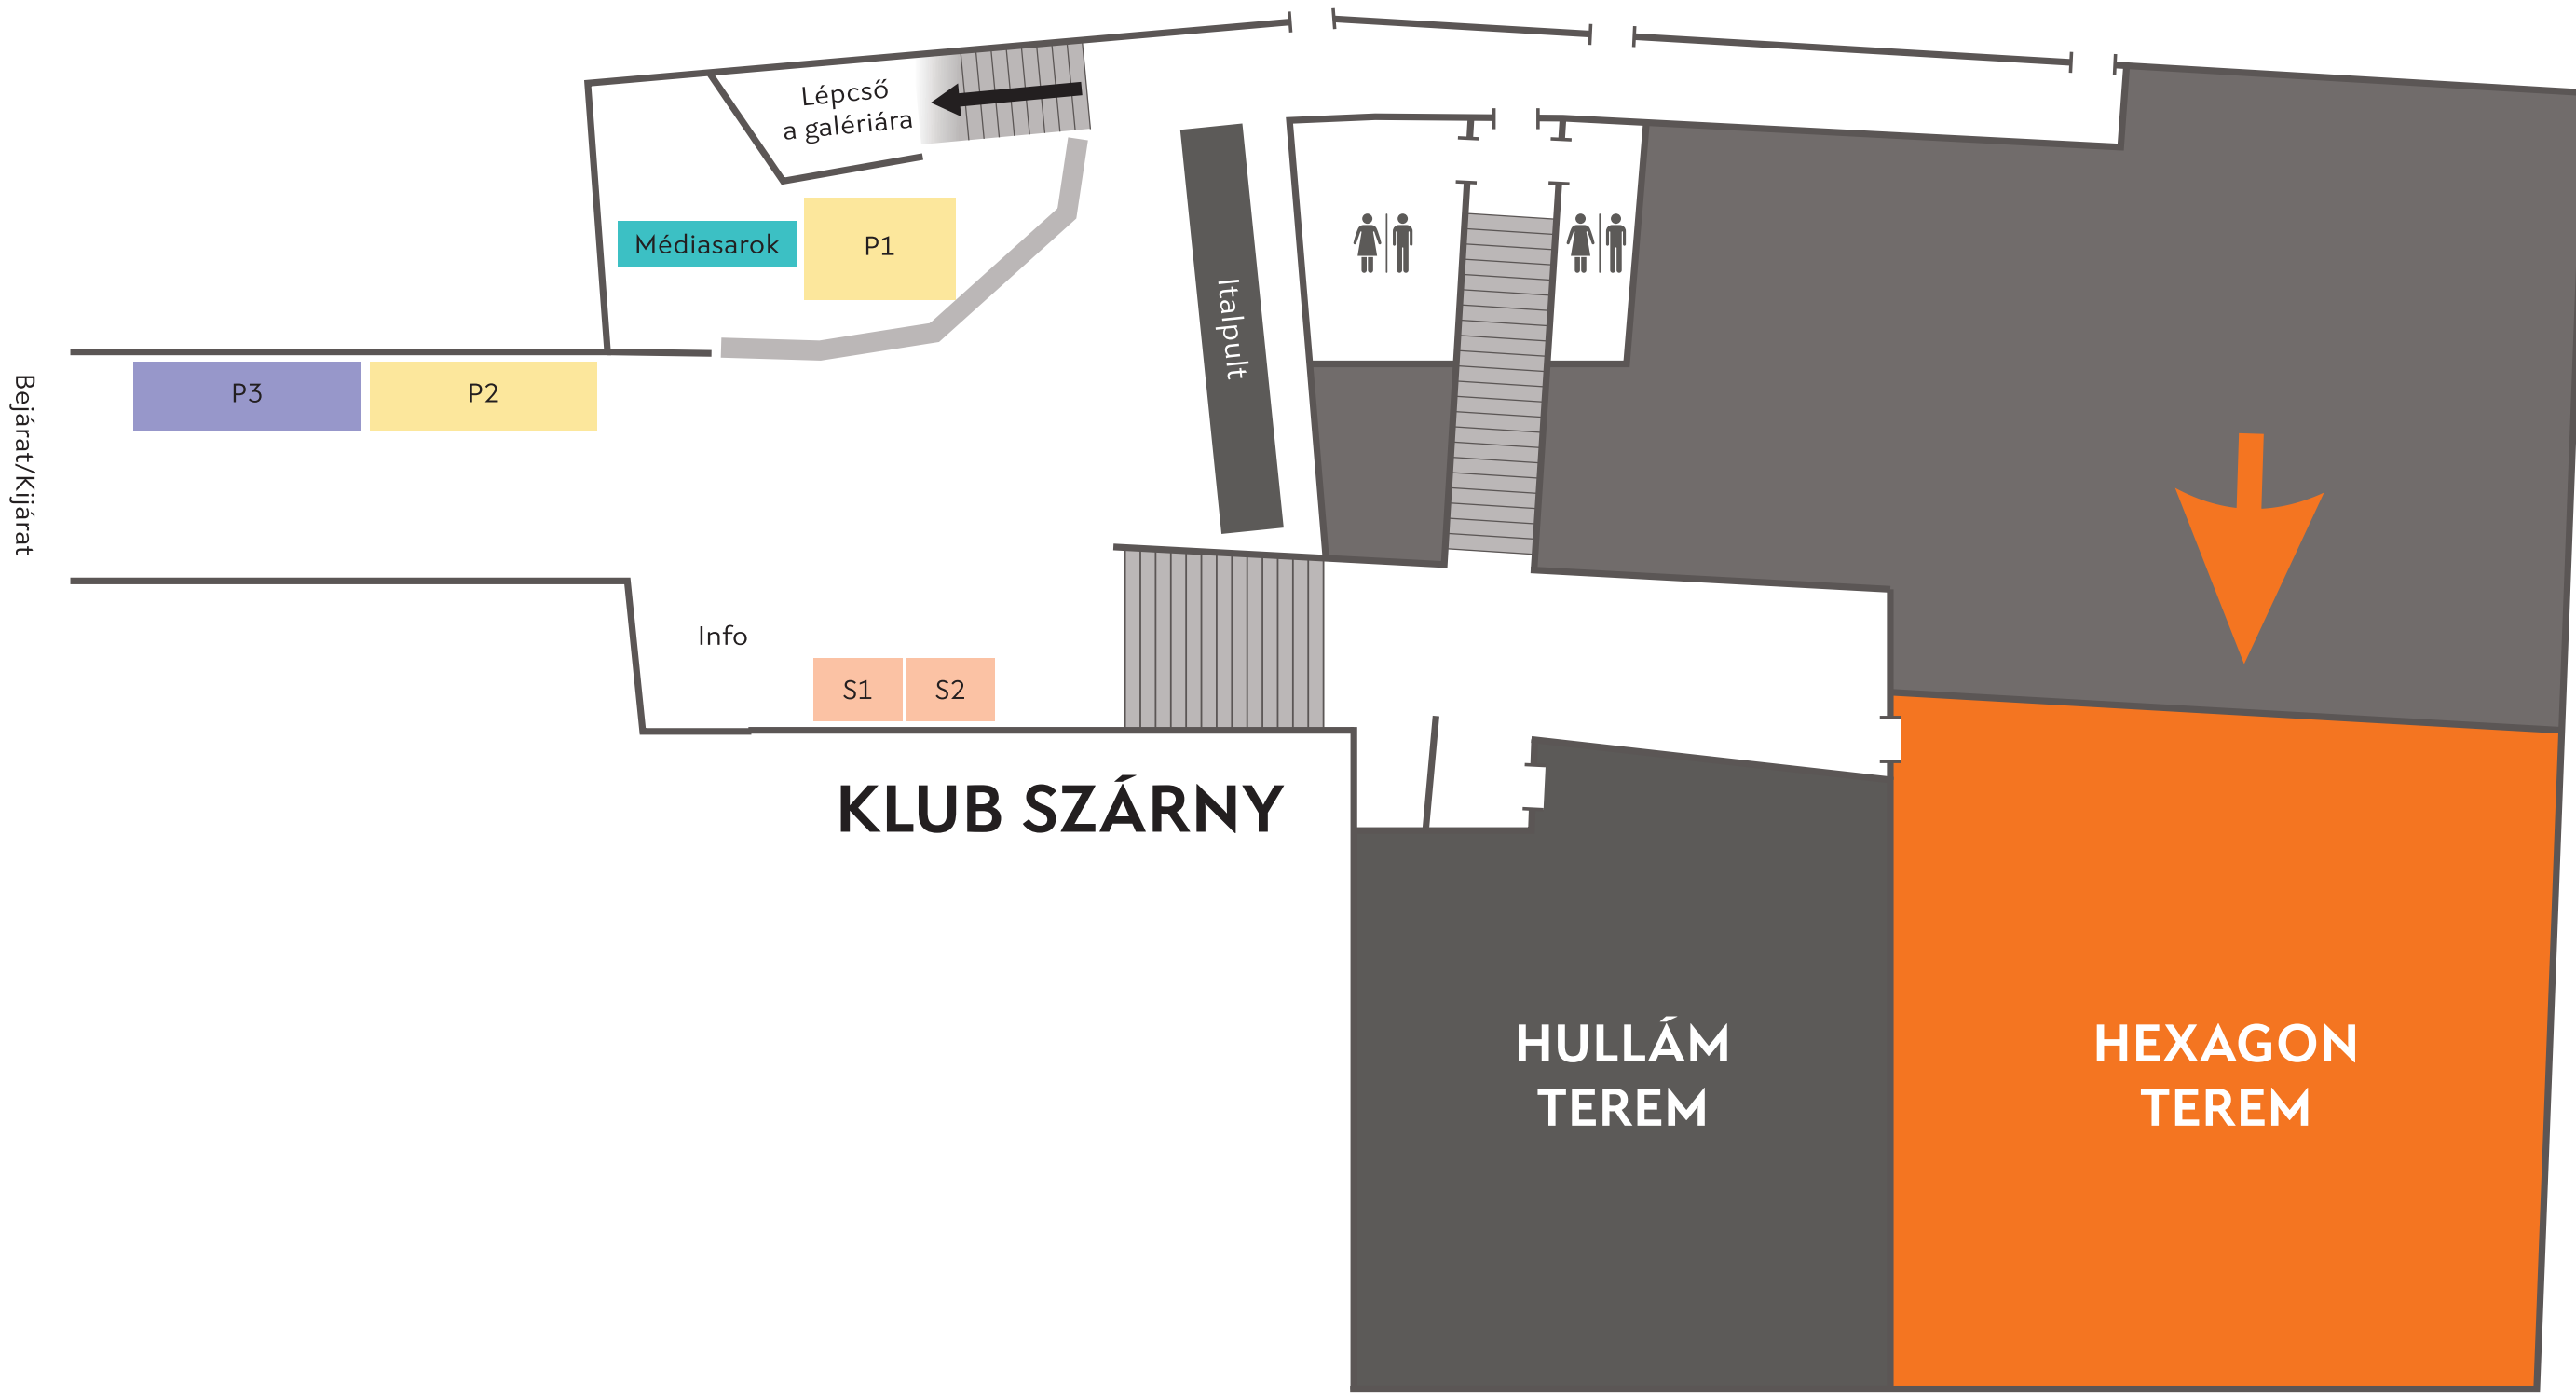 Lépcső
a galériára
Médiasarok
P1
Italpult
Bejárat/Kijárat
P3
P2
Info
S1
S2
KLUB SZÁRNY
HULLÁM
TEREM
HEXAGON
TEREM